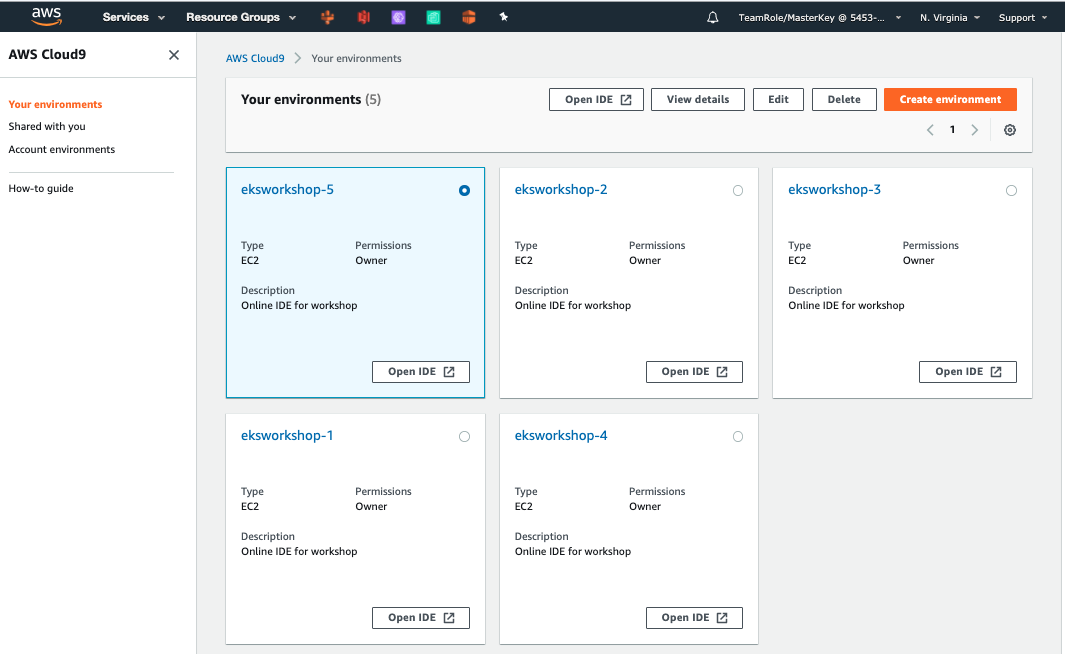 aws Services Resource Groups TeamRole/MasterKey @ 5453-... N. Virginia Support
AWS Cloud9
Your environments
Shared with you
Account environments
How-to guide
AWS Cloud9 Your environments
Your environments (5) Open IDE View details Edit Delete Create environment
1
eksworkshop-5
Type Permissions
EC2 Owner
Description
Online IDE for workshop
Open IDE
eksworkshop-2
Type Permissions
EC2 Owner
Description
Online IDE for workshop
Open IDE
eksworkshop-3
Type Permissions
EC2 Owner
Description
Online IDE for workshop
Open IDE
eksworkshop-1
Type Permissions
EC2 Owner
Description
Online IDE for workshop
Open IDE
eksworkshop-4
Type Permissions
EC2 Owner
Description
Online IDE for workshop
Open IDE